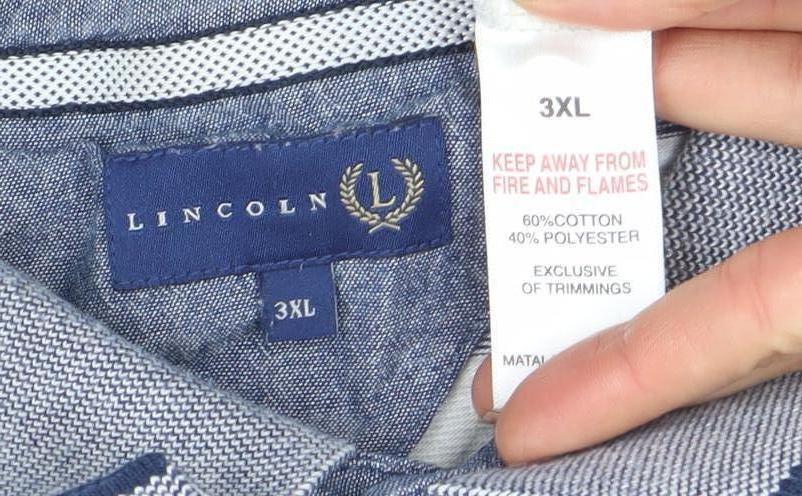 LINCOLN L
3XL
3XL
KEEP AWAY FROM
FIRE AND FLAMES
60%COTTON
40% POLYESTER
EXCLUSIVE
OF TRIMMINGS